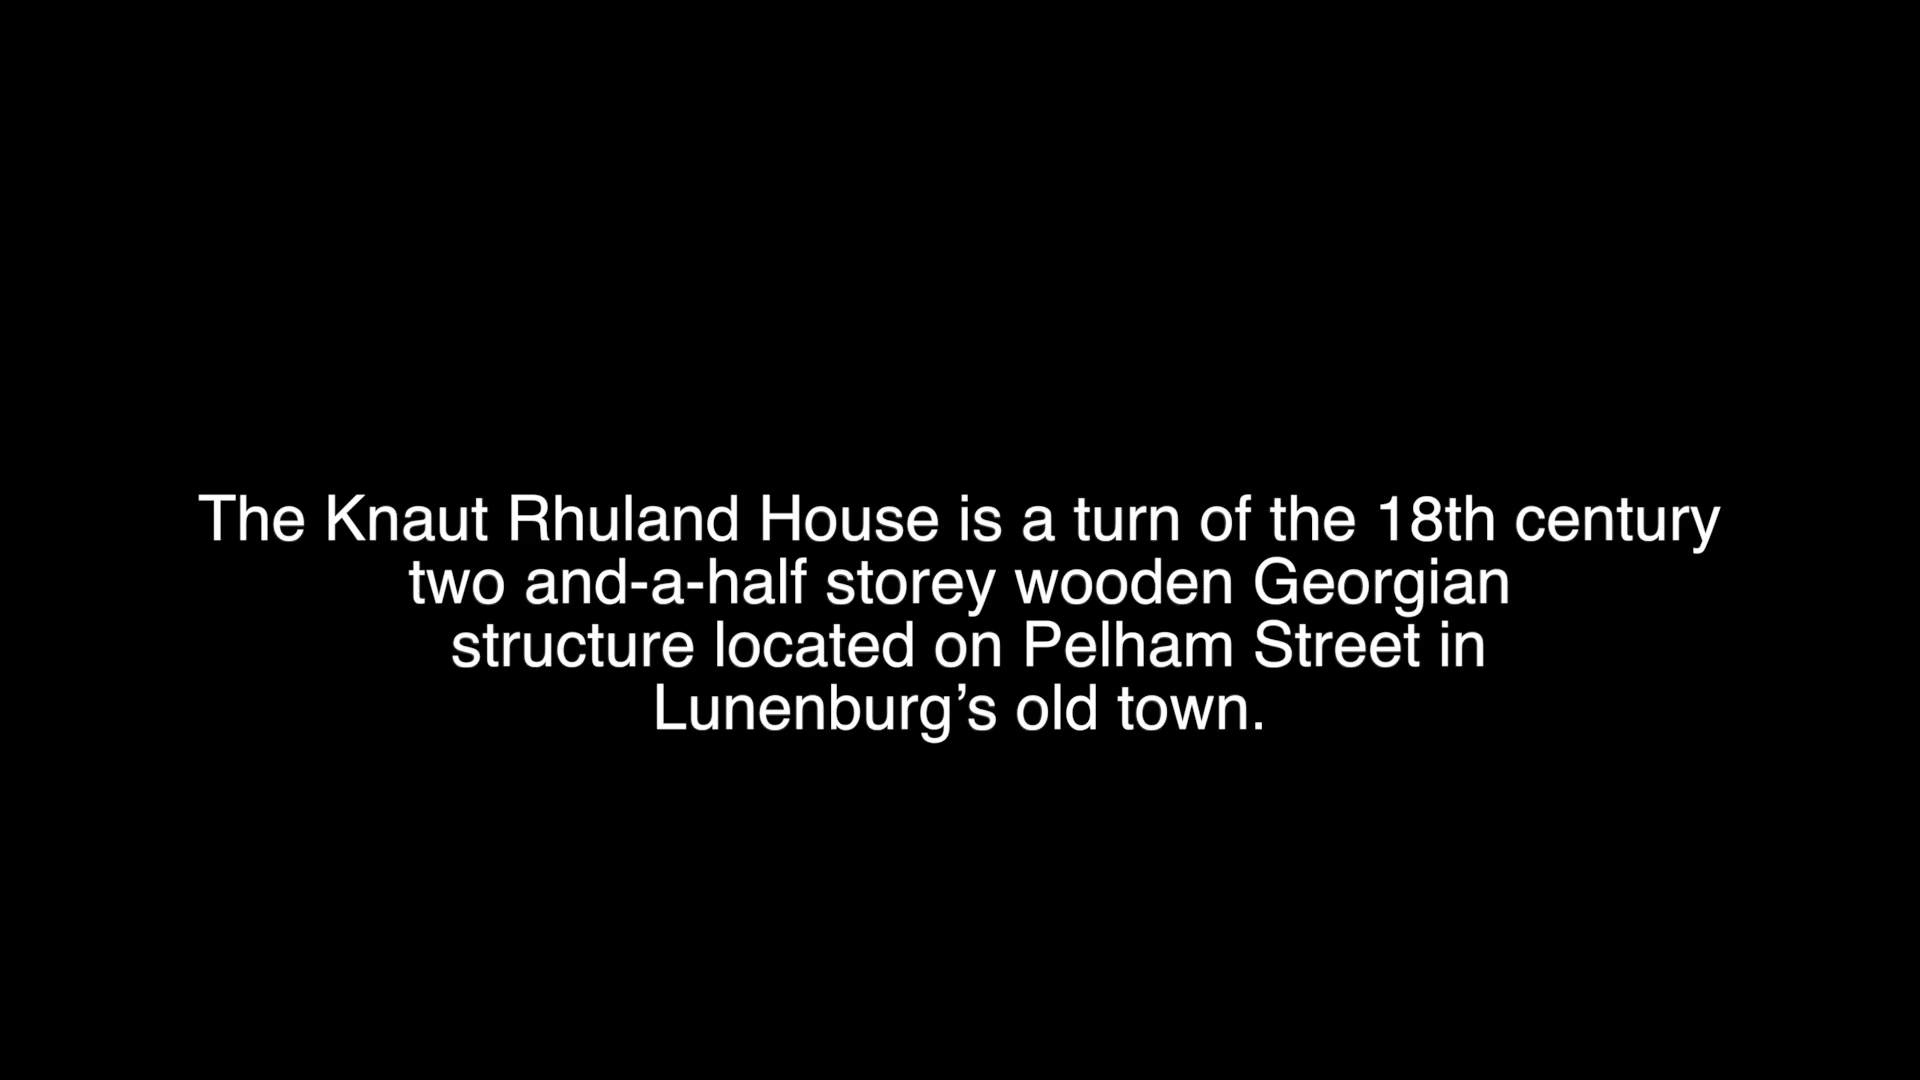 The Knaut Rhuland House is a turn of the 18th century
two and-a-half storey wooden Georgian
structure located on Pelham Street in
Lunenburg’s old town.